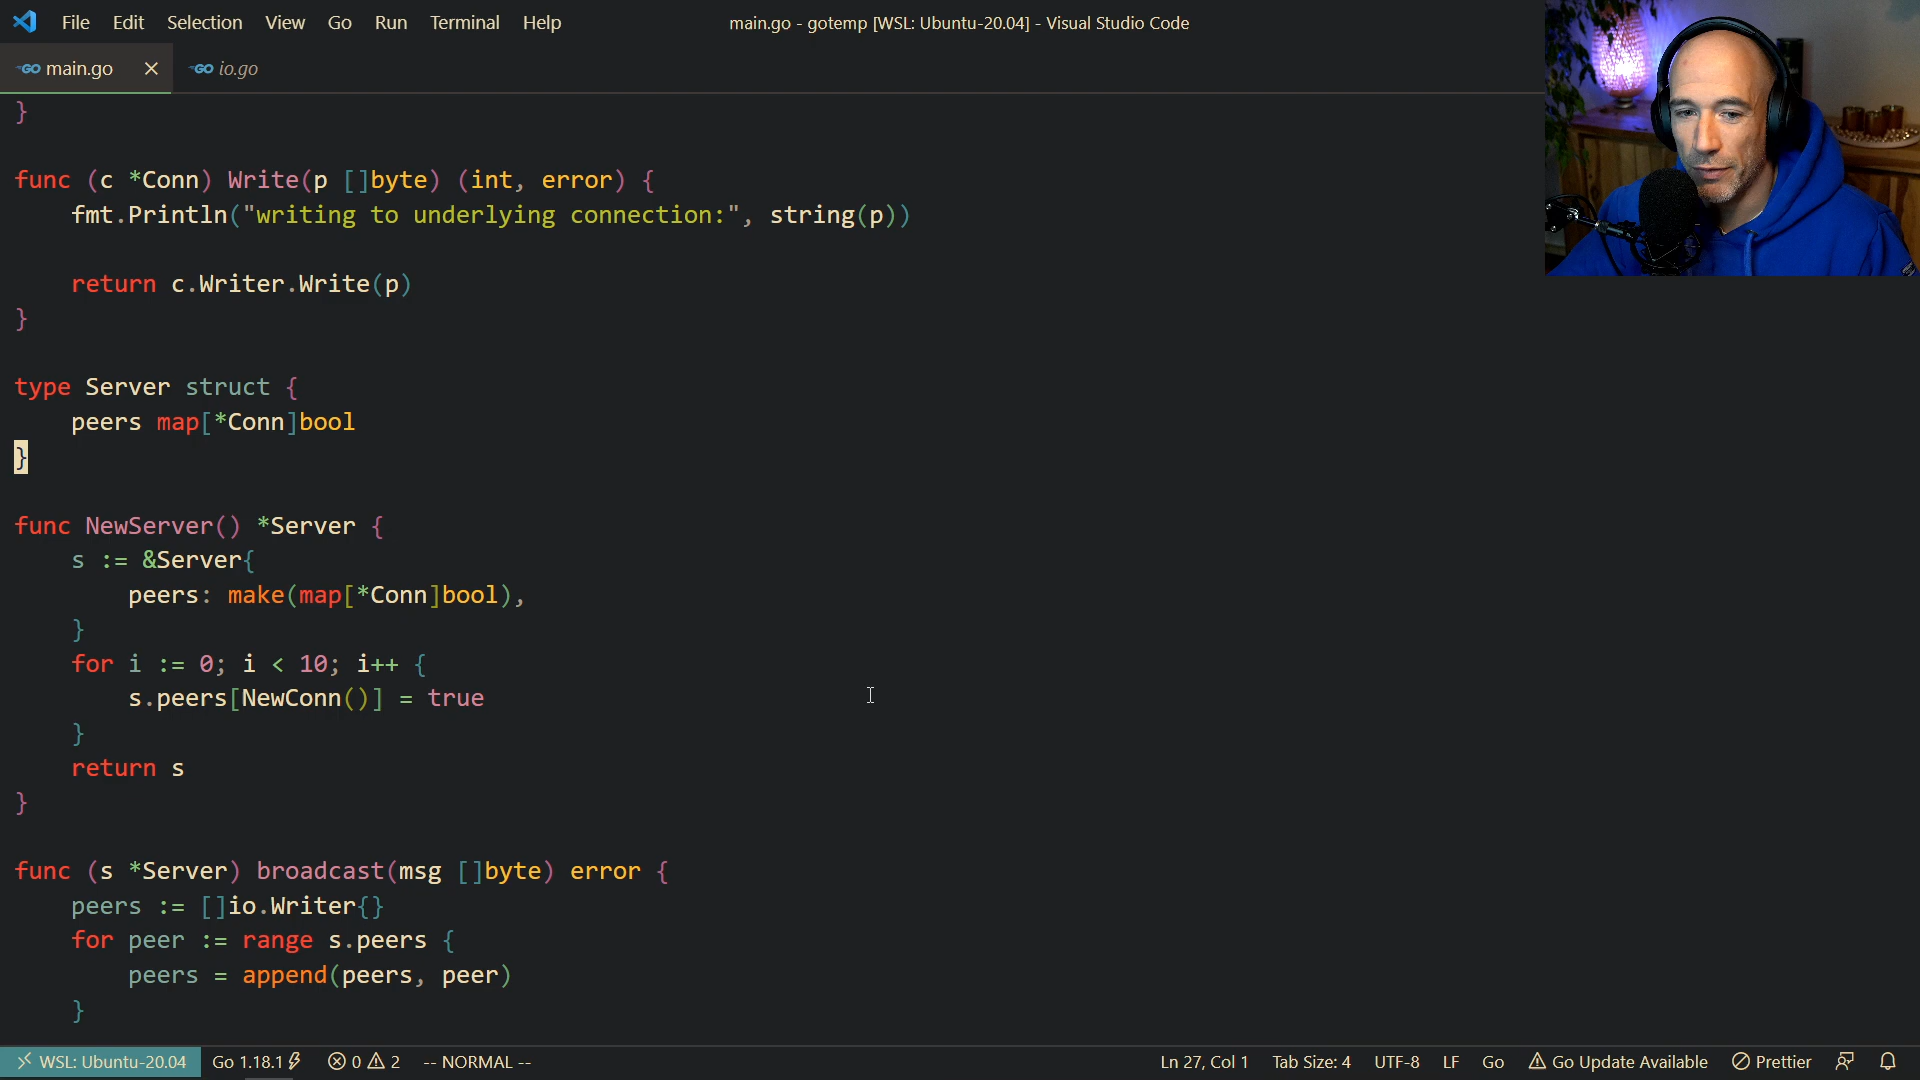 File Edit Selection View Go Run Terminal Help main.go - gotemp [WSL: Ubuntu-20.04] - Visual Studio Code
GO main.go GO io.go
}
func (c *Conn) Write(p []byte) (int, error) {
fmt.Println("writing to underlying connection:", string(p))
return c.Writer.Write(p)
}
type Server struct {
peers map[*Conn]bool
}
func NewServer() *Server {
s := &Server{
peers: make(map[*Conn]bool),
}
for i := 0; i < 10; i++ {
s.peers[NewConn()] = true
}
return s
}
func (s *Server) broadcast(msg []byte) error {
peers := []io.Writer{}
for peer := range s.peers {
peers = append(peers, peer)
}
WSL: Ubuntu-20.04 Go 1.18.1 0 2 -- NORMAL -- Ln 27, Col 1 Tab Size: 4 UTF-8 LF Go Go Update Available Prettier